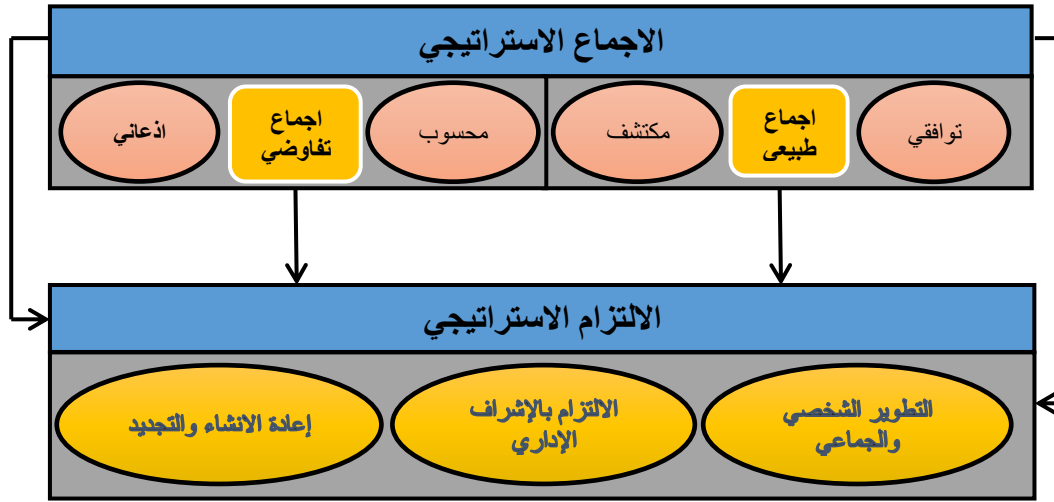 الاجماع الاستراتيجي
توافقي
اجماع
طبيعي
مكتشف
محسوب
اجماع
تفاوضي
اذعاني
الالتزام الاستراتيجي
التطوير الشخصي
والجماعي
الالتزام بالإشراف
الإداري
إعادة الانشاء والتجديد